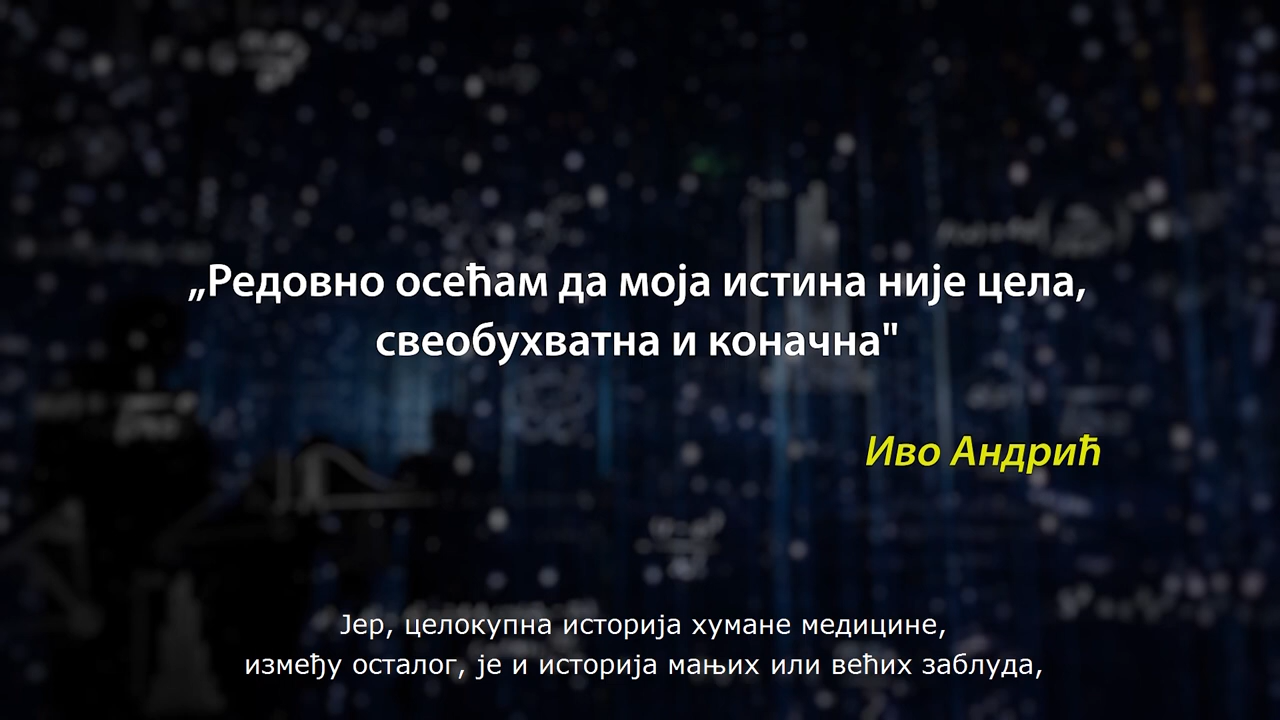 „Редовно осећам да моја истина није цела,
свеобухватна и коначна"
Иво Андрић
Јер, целокупна историја хумане медицине,
између осталог, је и историја мањих или већих заблуда,